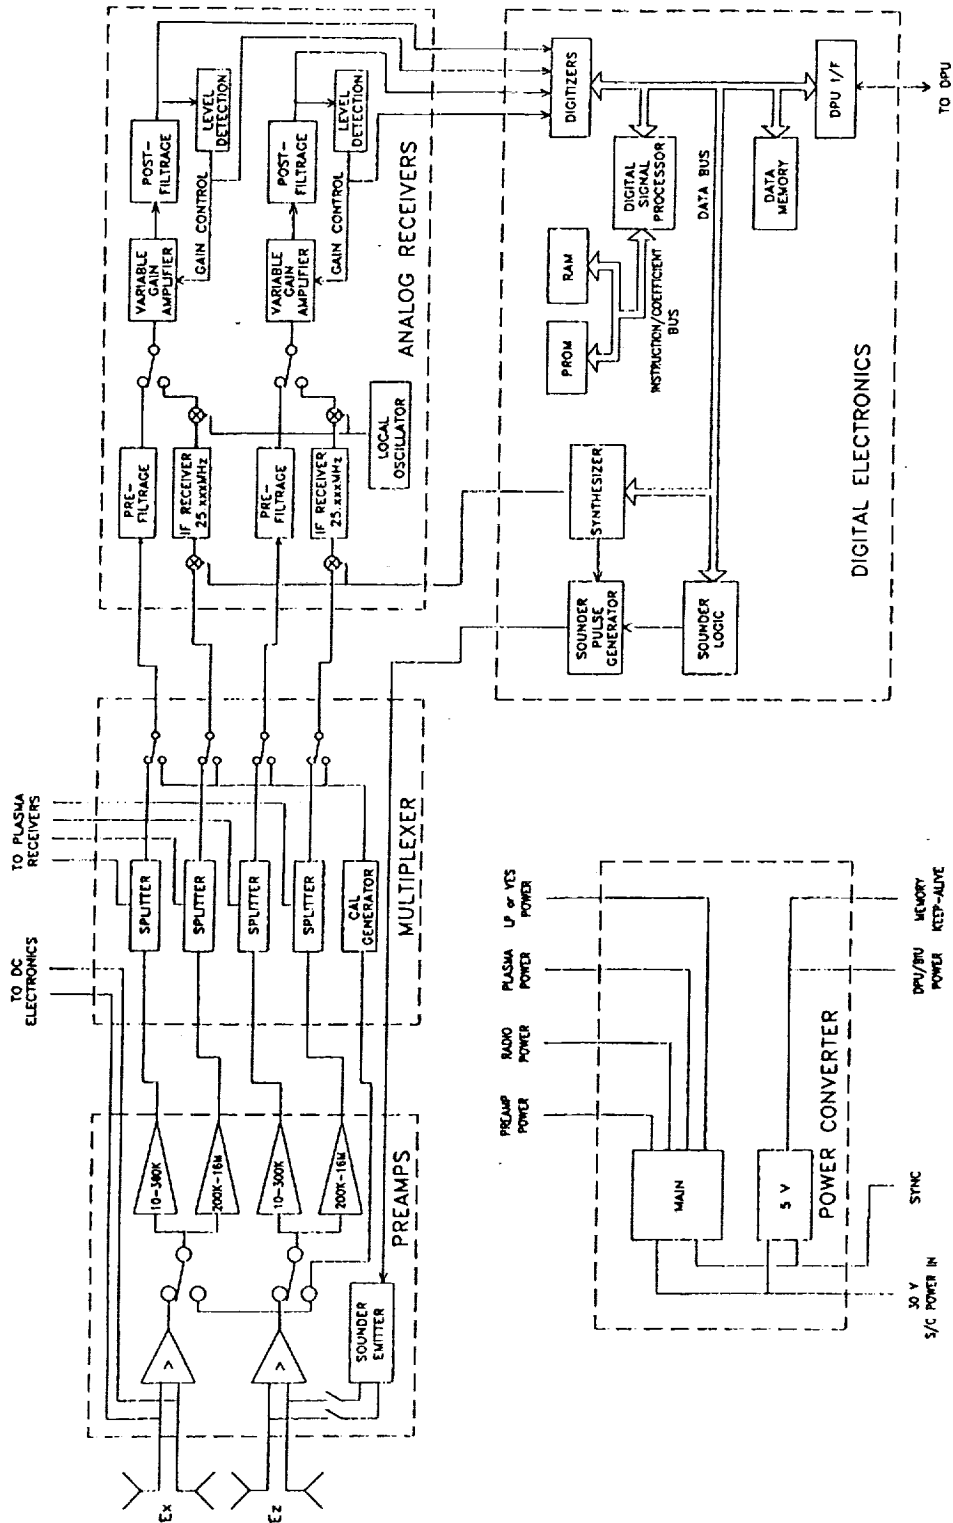 Ex
Ez
TO DC
ELECTRONICS
10-300K
200K-16M
10-300K
200K-16M
SOUNDER
EMITTER
PREAMPS
TO PLASMA
RECEIVERS
SPLITTER
SPLITTER
SPLITTER
SPLITTER
CAL
GENERATOR
MULTIPLEXER
PRE-
FILTRAGE
IF RECEIVER
25.xxxMHz
PRE-
FILTRAGE
IF RECEIVER
25.xxxMHz
LOCAL
OSCILLATOR
VARIABLE
GAIN
AMPLIFIER
POST-
FILTRAGE
LEVEL
DETECTION
GAIN CONTROL
VARIABLE
GAIN
AMPLIFIER
POST-
FILTRAGE
LEVEL
DETECTION
GAIN CONTROL
ANALOG RECEIVERS
SOUNDER
PULSE
GENERATOR
SYNTHESIZER
SOUNDER
LOGIC
PROM
RAM
INSTRUCTION/COEFFICIENT
BUS
DIGITAL
SIGNAL
PROCESSOR
DIGITIZERS
DATA BUS
DATA
MEMORY
DPU I/F
TO DPU
DIGITAL ELECTRONICS
PREAMP
POWER
RADIO
POWER
PLASMA
POWER
LP or YES
POWER
MAIN
5 V
POWER CONVERTER
30 V
S/C POWER IN
SYNC
DPU/BIU
POWER
MEMORY
KEEP-ALIVE